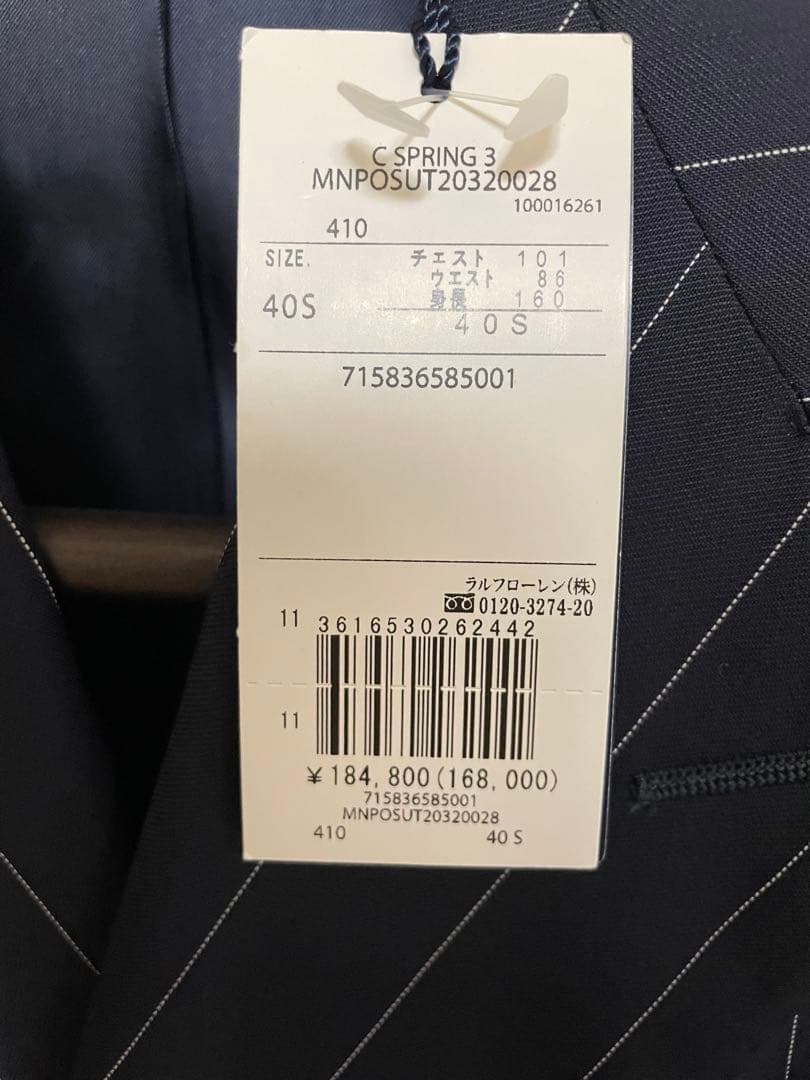 C SPRING 3
MNPOSUT20320028
100016261
410
SIZE. チェスト 101
ウエスト 86
40S 身長 160
40S
715836585001
ラルフローレン(株)
0120-3274-20
11 3616530262442
11
¥184,800(168,000)
715836585001
MNPOSUT20320028
410 40 S